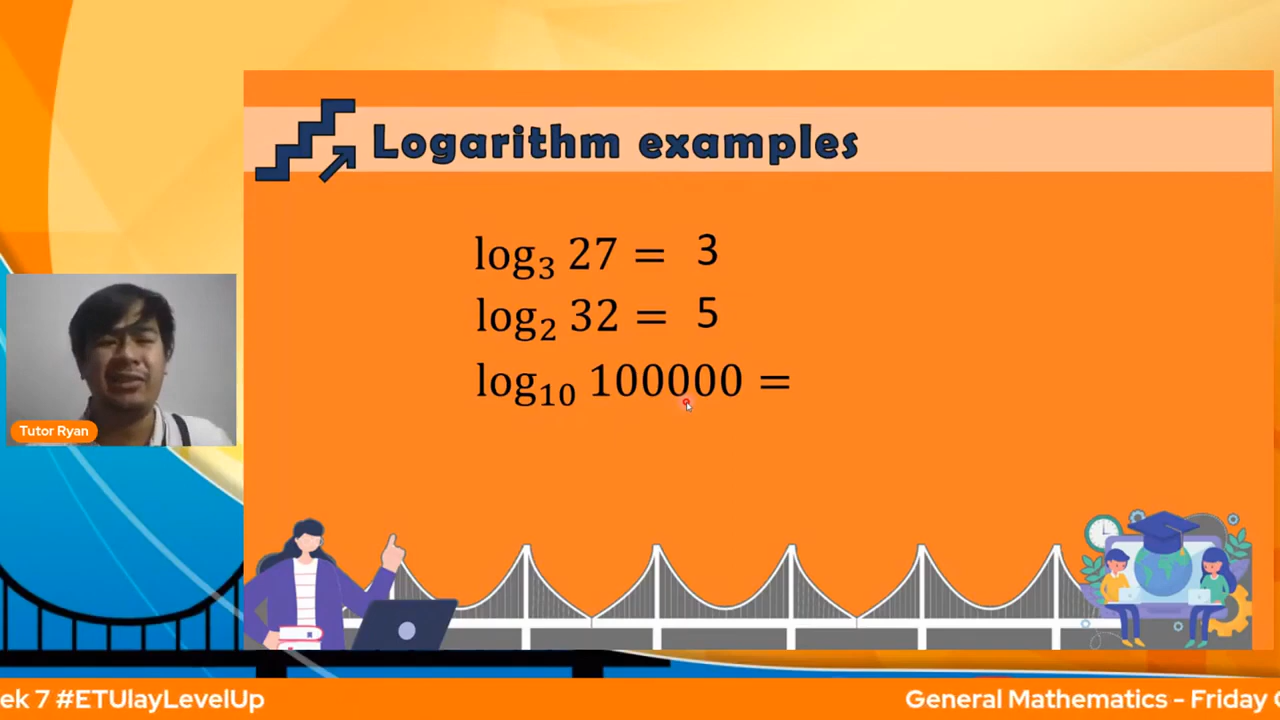 Logarithm examples
log₃ 27 = 3
log₂ 32 = 5
log₁₀ 100000 =
Tutor Ryan
ek 7 #ETUlayLevelUp
General Mathematics - Friday